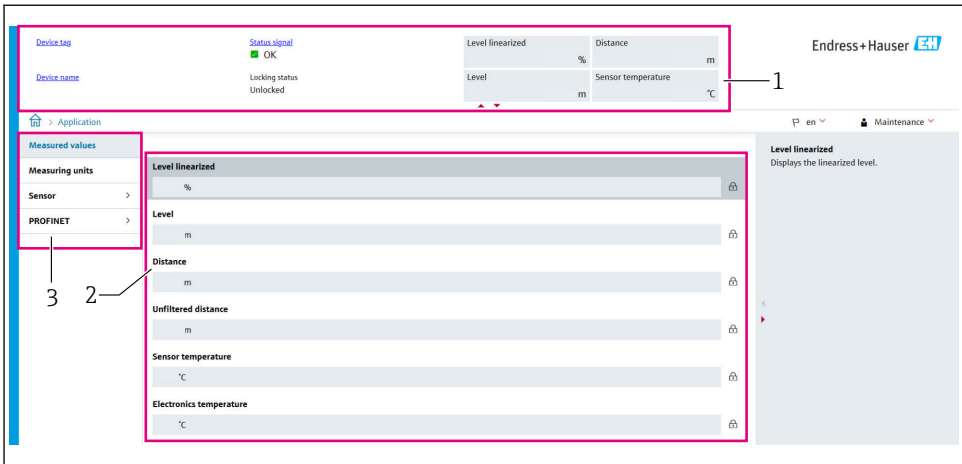 Device tag
Status signal
OK
Level linearized
%
Distance
m
Endress+Hauser EH
Device name
Locking status
Unlocked
Level
m
Sensor temperature
°C
1
> Application
en
Maintenance
Measured values
Measuring units
Sensor >
PROFINET >
3
2
Level linearized
%
Level
m
Distance
m
Unfiltered distance
m
Sensor temperature
°C
Electronics temperature
°C
Level linearized
Displays the linearized level.